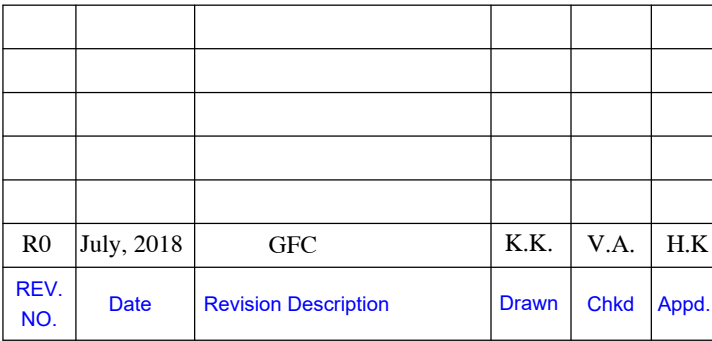 R0 July, 2018 GFC K.K. V.A. H.K
REV. NO. Date Revision Description Drawn Chkd Appd.